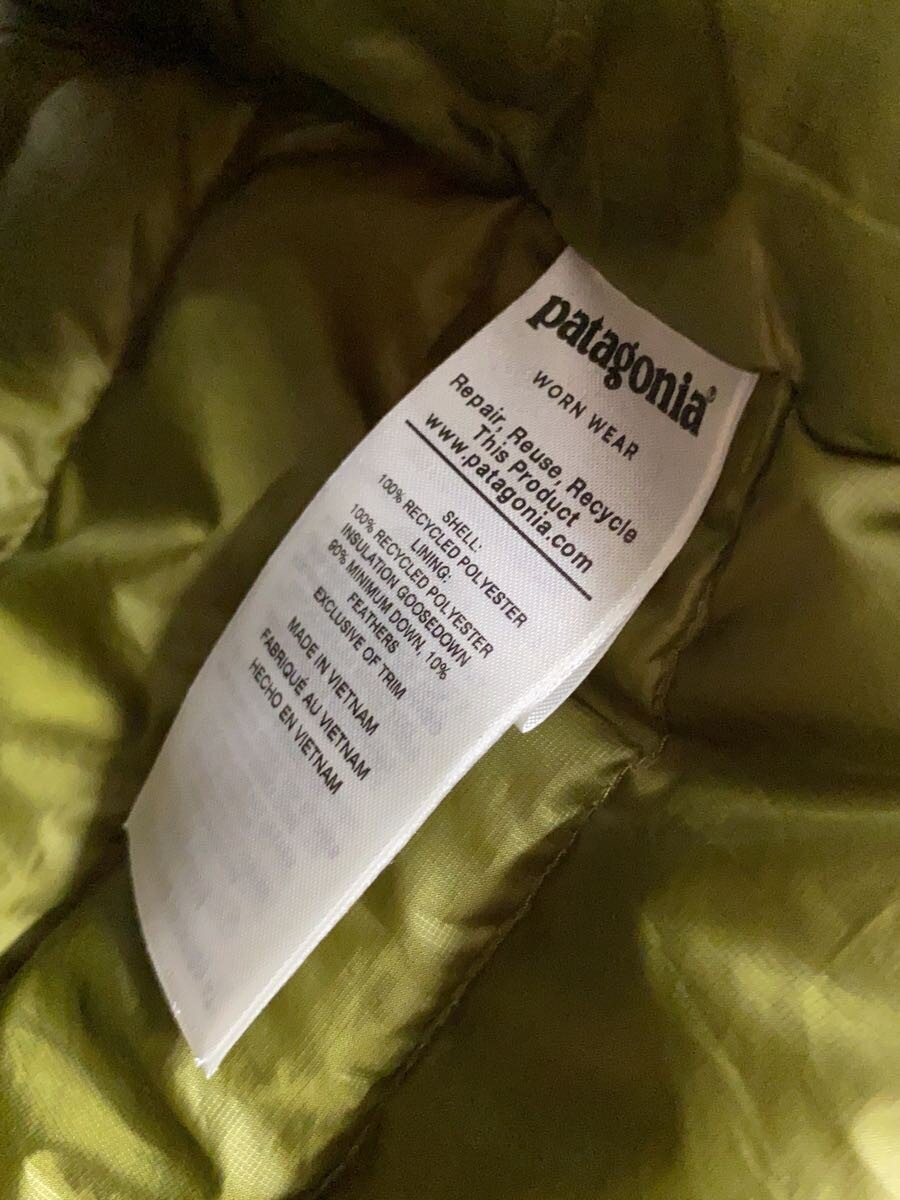 patagonia®
WORN WEAR
Repair, Reuse, Recycle
This Product
www.patagonia.com
SHELL:
100% RECYCLED POLYESTER
LINING:
100% RECYCLED POLYESTER
INSULATION GOOSEDOWN
90% MINIMUM DOWN, 10%
FEATHERS
EXCLUSIVE OF TRIM
MADE IN VIETNAM
FABRIQUÉ AU VIETNAM
HECHO EN VIETNAM